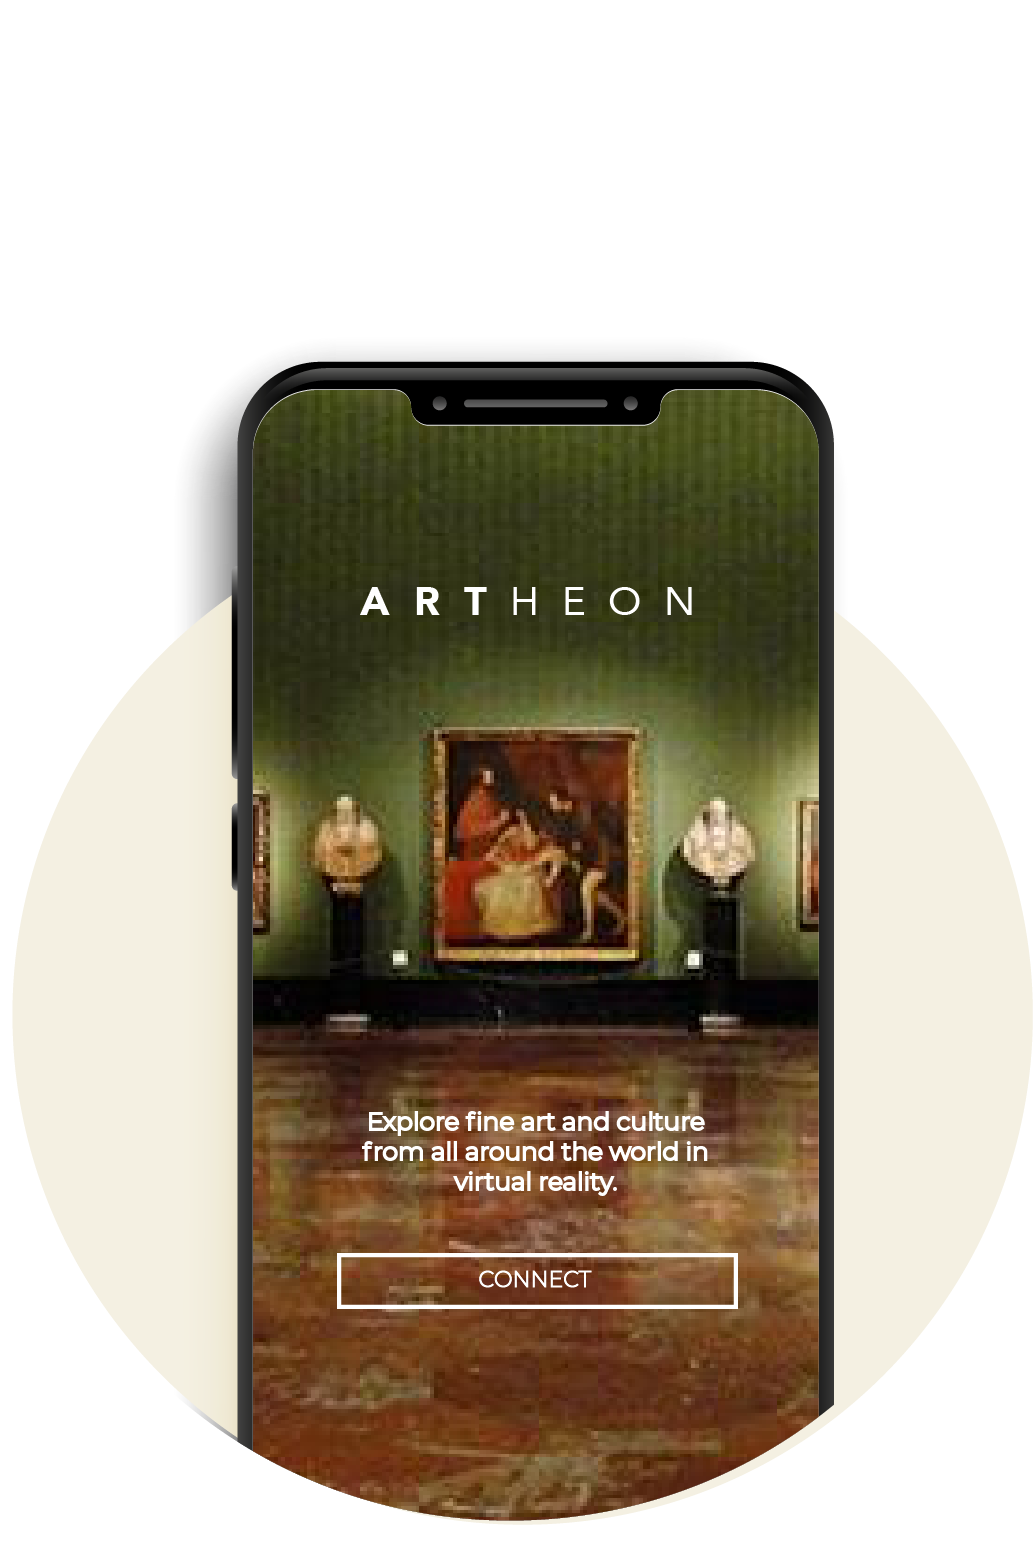 ARTHEON
Explore fine art and culture
from all around the world in
virtual reality.
CONNECT